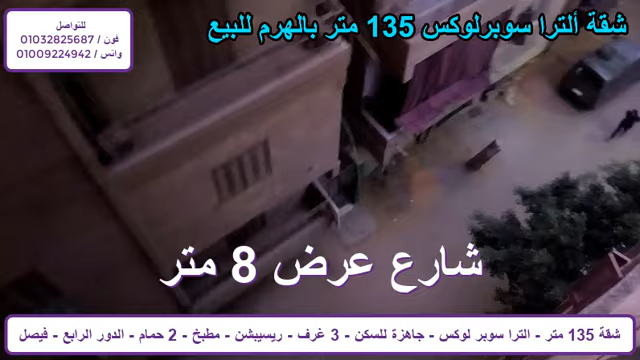 شقة ألترا سوبرلوكس 135 متر بالهرم للبيع
للتواصل
فون / 01032825687
واتس / 01009224942
شارع عرض 8 متر
شقة 135 متر - الترا سوبر لوكس - جاهزة للسكن - 3 غرف - ريسيبشن - مطبخ - 2 حمام - الدور الرابع - فيصل